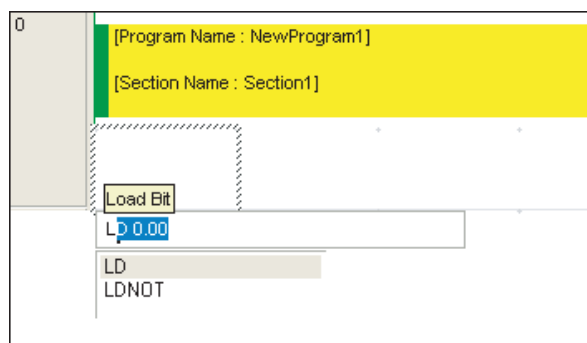 0
[Program Name : NewProgram1]
[Section Name : Section1]
Load Bit
LD 0.00
LD
LDNOT